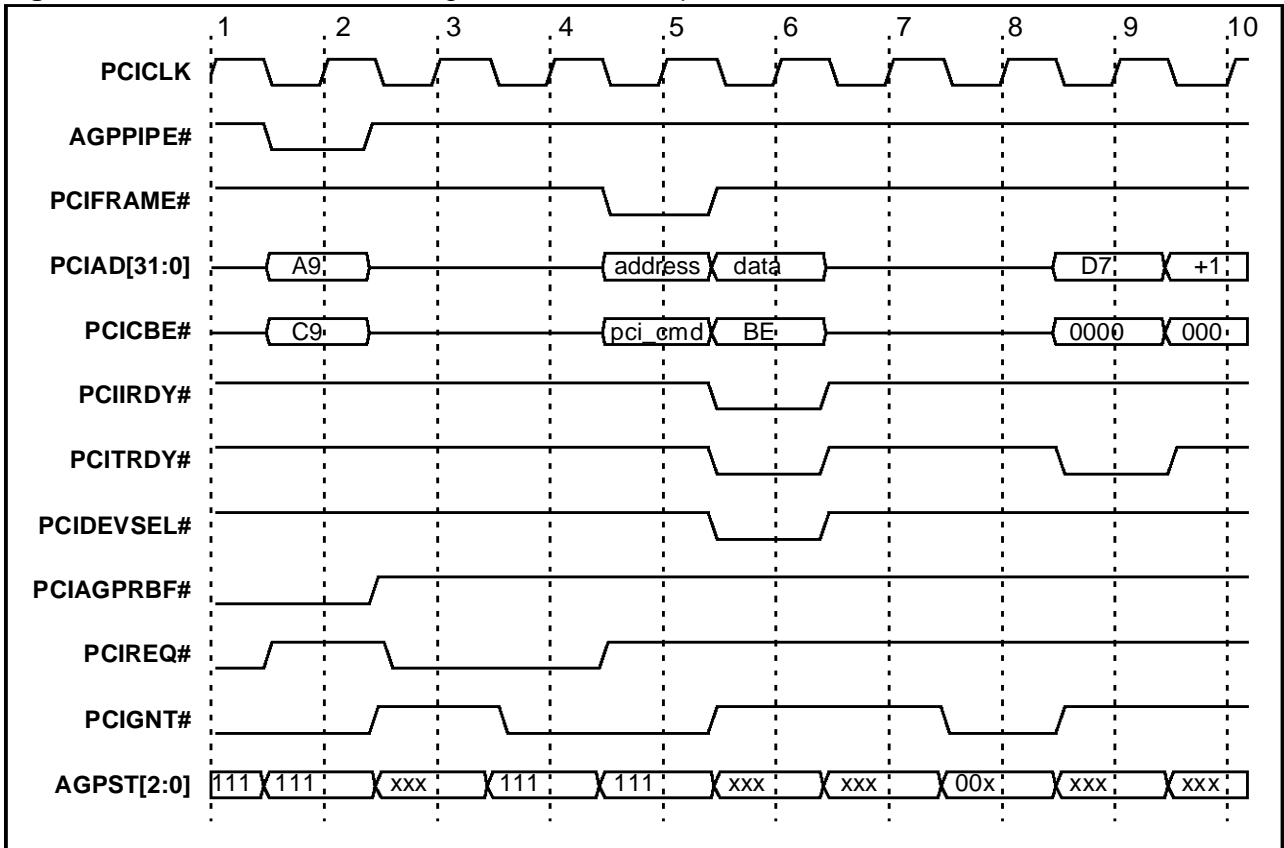 1 2 3 4 5 6 7 8 9 10
PCICLK
AGPPIPE#
PCIFRAME#
PCIAD[31:0] A9 address data D7 +1
PCICBE# C9 pci_cmd BE 0000 000
PCIIRDY#
PCITRDY#
PCIDEVSEL#
PCIAGPRBF#
PCIREQ#
PCIGNT#
AGPST[2:0] 111 111 xxx 111 111 xxx xxx 00x xxx xxx